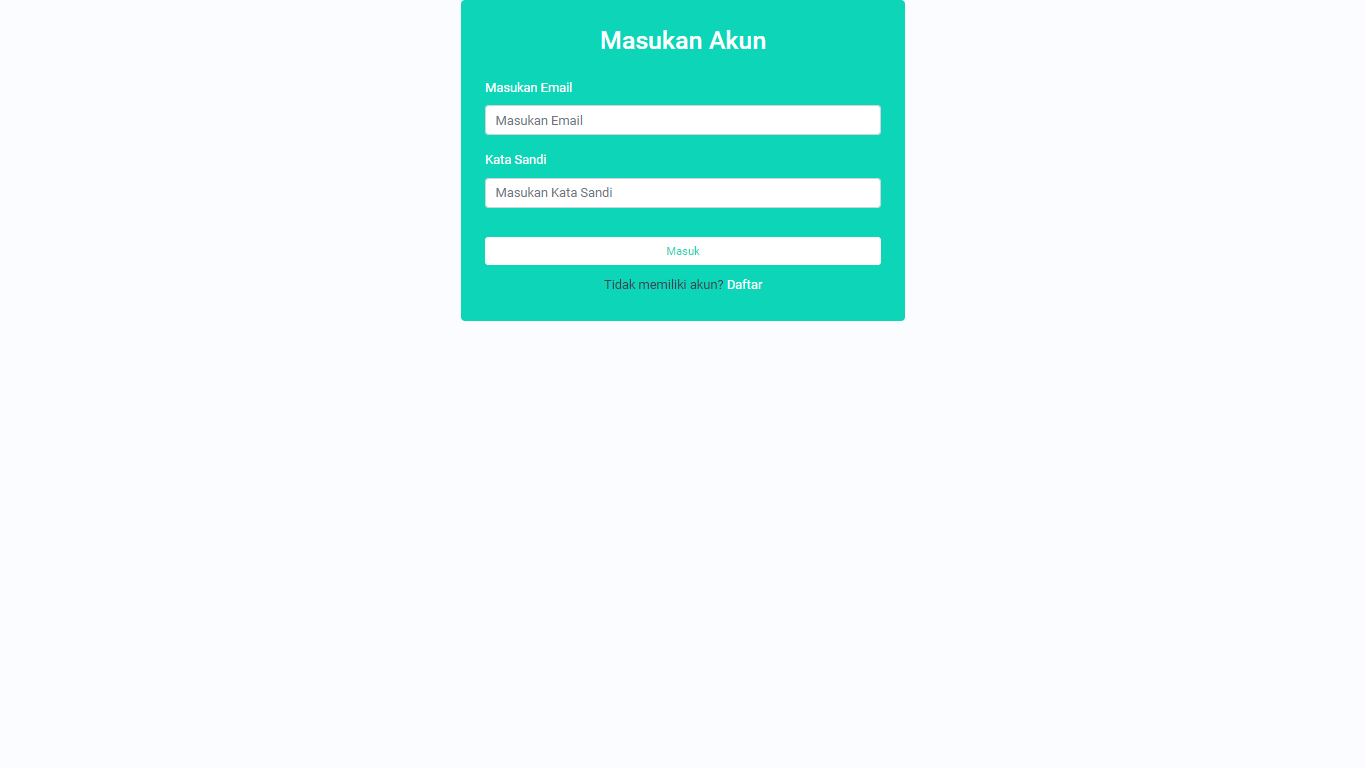 Masukan Akun
Masukan Email
Masukan Email
Kata Sandi
Masukan Kata Sandi
Masuk
Tidak memiliki akun? Daftar